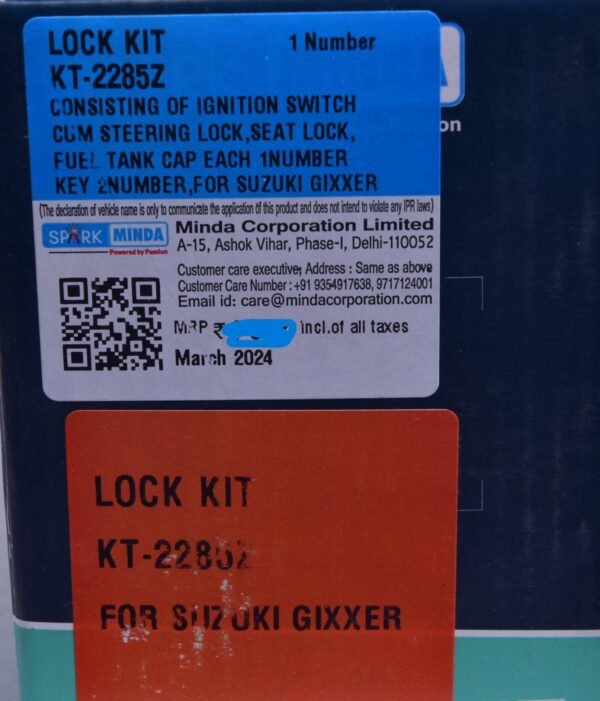 LOCK KIT 1 Number
KT-2285Z
CONSISTING OF IGNITION SWITCH
CUM STEERING LOCK,SEAT LOCK,
FUEL TANK CAP EACH 1NUMBER
KEY 2NUMBER,FOR SUZUKI GIXXER
(The declaration of vehicle name is only to communicate the application of this product and does not intend to violate any IPR laws)
SPARK MINDA
Powered by Passion
Minda Corporation Limited
A-15, Ashok Vihar, Phase-I, Delhi-110052
Customer care executive, Address : Same as above
Customer Care Number : +91 9354917638, 9717124001
Email id: care@mindacorporation.com
MRP ₹ incl.of all taxes
March 2024
A
on
LOCK KIT
KT-2285Z
FOR SUZUKI GIXXER